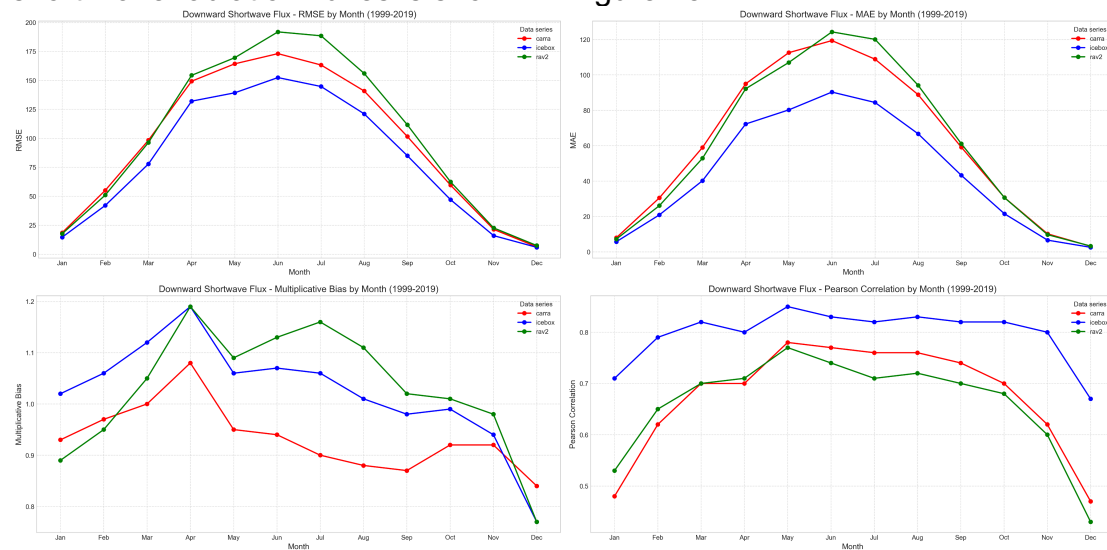 Downward Shortwave Flux - RMSE by Month (1999-2019)
Data series
carra
icebox
rav2
200
175
150
125
100
75
50
25
0
RMSE
Jan Feb Mar Apr May Jun Jul Aug Sep Oct Nov Dec
Month
Downward Shortwave Flux - MAE by Month (1999-2019)
Data series
carra
icebox
rav2
120
100
80
60
40
20
0
MAE
Jan Feb Mar Apr May Jun Jul Aug Sep Oct Nov Dec
Month
Downward Shortwave Flux - Multiplicative Bias by Month (1999-2019)
Data series
carra
icebox
rav2
1.2
1.1
1.0
0.9
0.8
Multiplicative Bias
Jan Feb Mar Apr May Jun Jul Aug Sep Oct Nov Dec
Month
Downward Shortwave Flux - Pearson Correlation by Month (1999-2019)
Data series
carra
icebox
rav2
0.8
0.7
0.6
0.5
Pearson Correlation
Jan Feb Mar Apr May Jun Jul Aug Sep Oct Nov Dec
Month